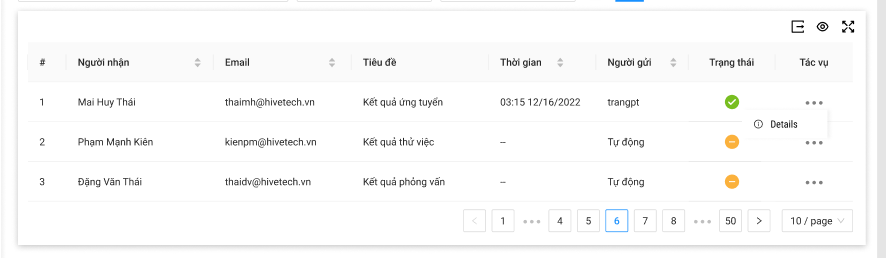 # Người nhận Email Tiêu đề Thời gian Người gửi Trạng thái Tác vụ
1 Mai Huy Thái thaimh@hivetech.vn Kết quả ứng tuyển 03:15 12/16/2022 trangpt
Details
2 Phạm Mạnh Kiên kienpm@hivetech.vn Kết quả thử việc -- Tự động
3 Đặng Văn Thái thaidv@hivetech.vn Kết quả phỏng vấn -- Tự động
< 1 ••• 4 5 6 7 8 ••• 50 > 10 / page